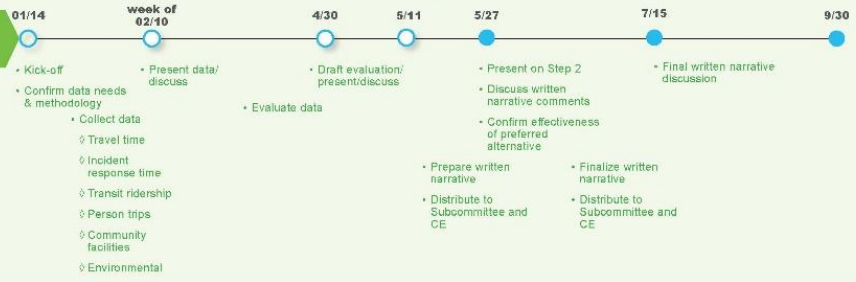 01/14
week of
02/10
4/30
5/11
5/27
7/15
9/30
• Kick-off
• Confirm data needs
& methodology
• Collect data
◊ Travel time
◊ Incident
response time
◊ Transit ridership
◊ Person trips
◊ Community
facilities
◊ Environmental
• Present data/
discuss
• Evaluate data
• Draft evaluation/
present/discuss
• Prepare written
narrative
• Distribute to
Subcommittee and
CE
• Present on Step 2
• Discuss written
narrative comments
• Confirm effectiveness
of preferred
alternative
• Finalize written
narrative
• Distribute to
Subcommittee and
CE
• Final written narrative
discussion